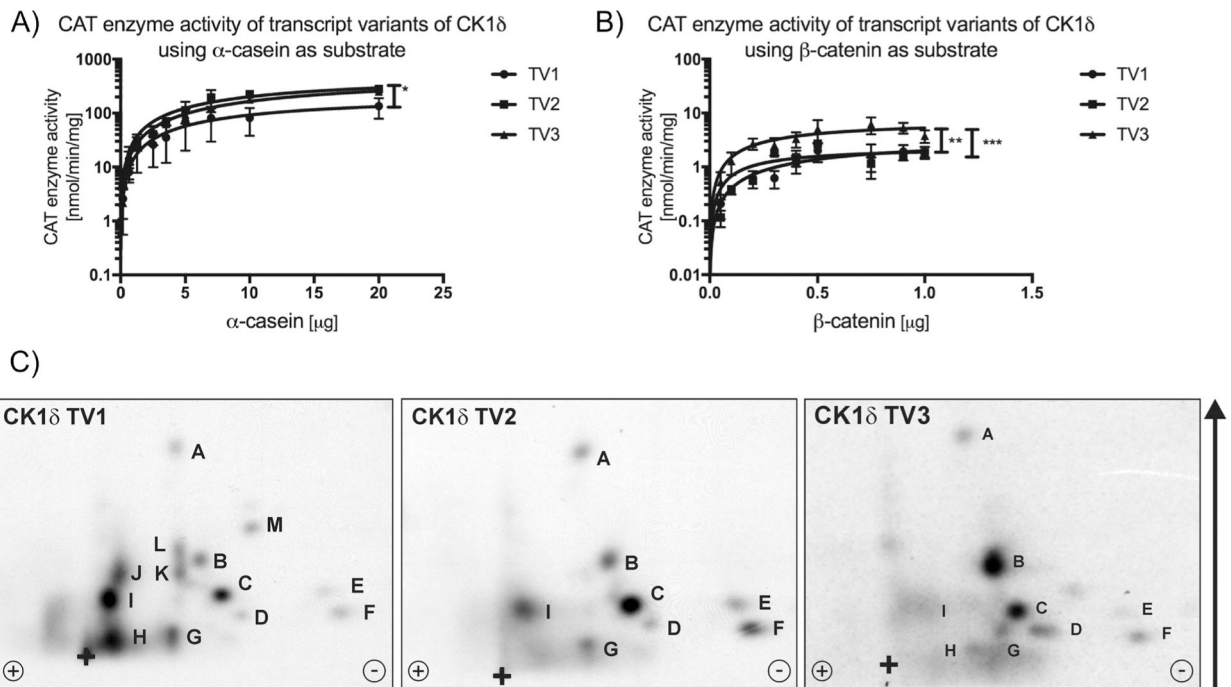 A)
CAT enzyme activity of transcript variants of CK1δ
using α-casein as substrate
CAT enzyme activity
[nmol/min/mg]
1000
100
10
1
0.1
0 5 10 15 20 25
α-casein [µg]
TV1
TV2
TV3
*
B)
CAT enzyme activity of transcript variants of CK1δ
using β-catenin as substrate
CAT enzyme activity
[nmol/min/mg]
100
10
1
0.1
0.01
0.0 0.5 1.0 1.5
β-catenin [µg]
TV1
TV2
TV3
** ***
C)
CK1δ TV1
A
M
L
B
J K
C
E
I
D
F
H G
+ -
+
CK1δ TV2
A
B
C
E
I
D
F
G
+ -
+
CK1δ TV3
A
B
I C E
D
F
H G
+ -
+